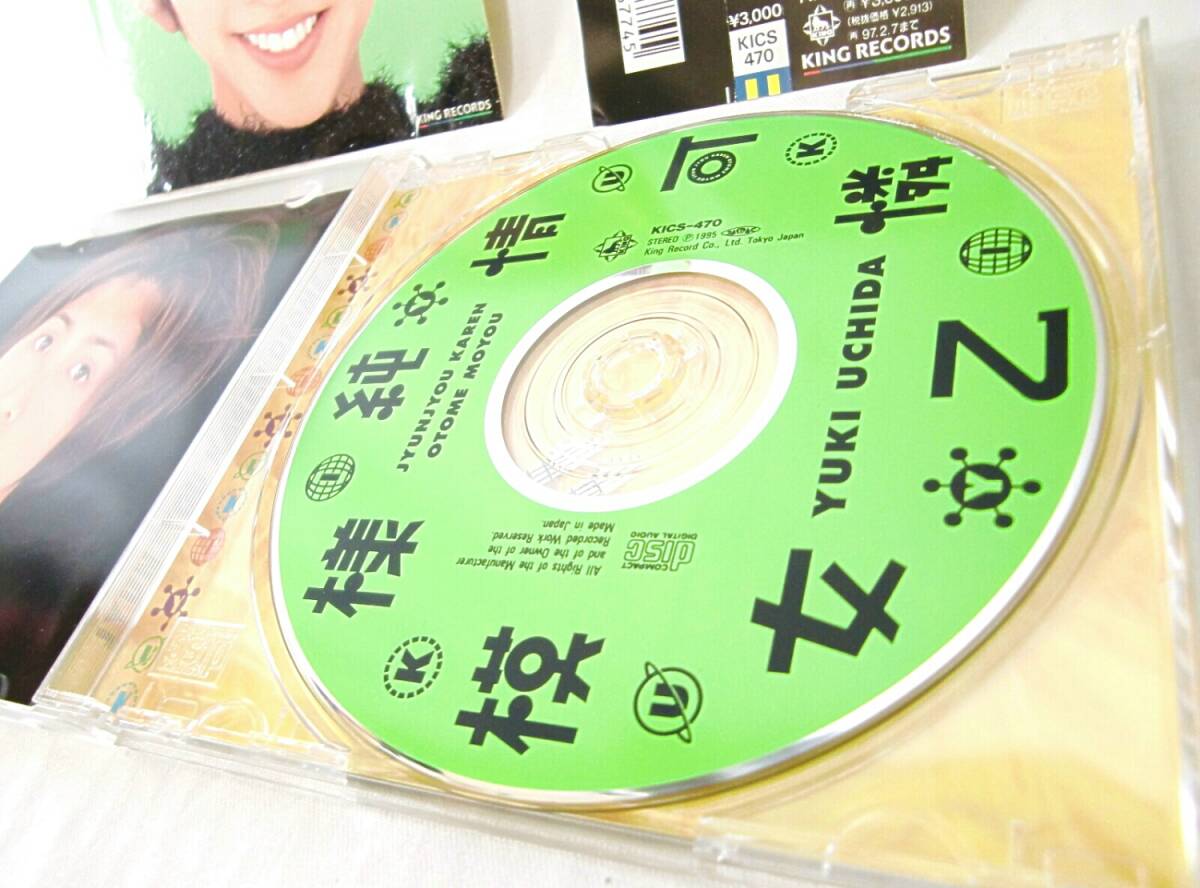 KING RECORDS
67745
¥3,000
KICS
470
(税抜価格 ¥2,913)
再 97.2.7まで
KING RECORDS
純情可憐乙女模様
KICS-470
STEREO Ⓟ1995
King Record Co., Ltd. Tokyo Japan
JYUNJYOU KAREN
OTOME MOYOU
YUKI UCHIDA
COMPACT
disc
DIGITAL AUDIO
All Rights of the Manufacturer
and of the Owner of the
Recorded Work Reserved.
Made in Japan.
U
K
I
Y
U
K
I
Y